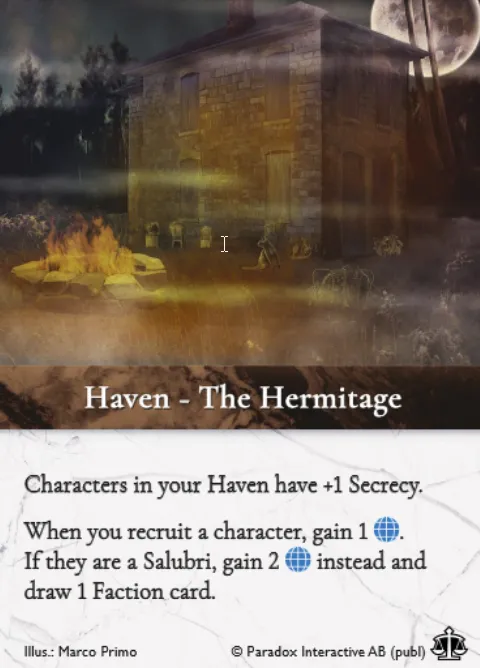 Haven - The Hermitage
Characters in your Haven have +1 Secrecy.
When you recruit a character, gain 1 .
If they are a Salubri, gain 2 instead and
draw 1 Faction card.
Illus.: Marco Primo © Paradox Interactive AB (publ)